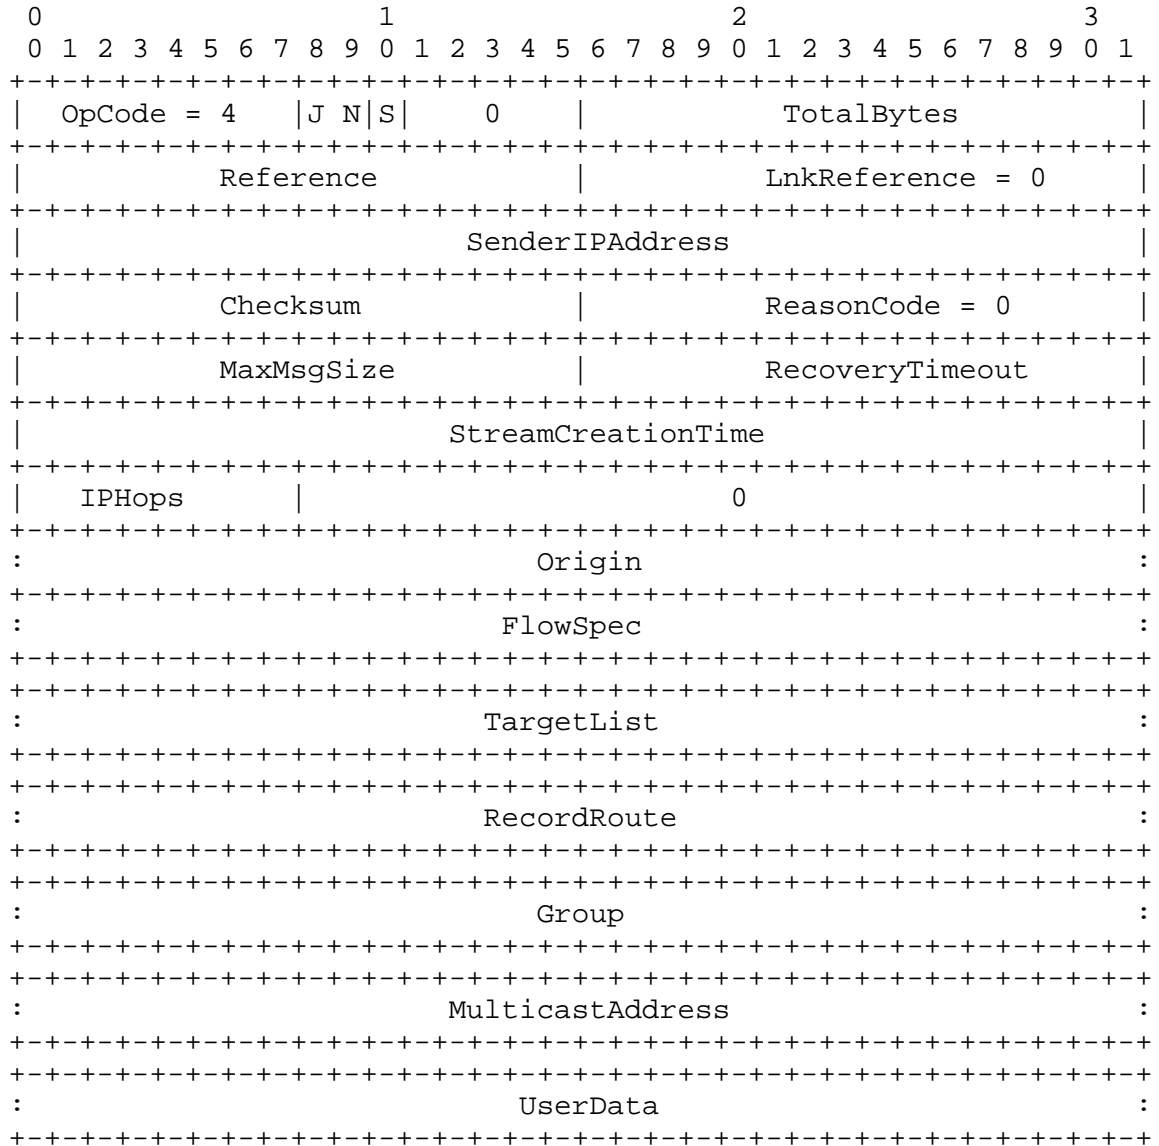 0                   1                   2                   3
 0 1 2 3 4 5 6 7 8 9 0 1 2 3 4 5 6 7 8 9 0 1 2 3 4 5 6 7 8 9 0 1
+-+-+-+-+-+-+-+-+-+-+-+-+-+-+-+-+-+-+-+-+-+-+-+-+-+-+-+-+-+-+-+-+
|  OpCode = 4   |J N|S|    0    |           TotalBytes          |
+-+-+-+-+-+-+-+-+-+-+-+-+-+-+-+-+-+-+-+-+-+-+-+-+-+-+-+-+-+-+-+-+
|           Reference           |          LnkReference = 0     |
+-+-+-+-+-+-+-+-+-+-+-+-+-+-+-+-+-+-+-+-+-+-+-+-+-+-+-+-+-+-+-+-+
|                         SenderIPAddress                       |
+-+-+-+-+-+-+-+-+-+-+-+-+-+-+-+-+-+-+-+-+-+-+-+-+-+-+-+-+-+-+-+-+
|           Checksum            |          ReasonCode = 0       |
+-+-+-+-+-+-+-+-+-+-+-+-+-+-+-+-+-+-+-+-+-+-+-+-+-+-+-+-+-+-+-+-+
|           MaxMsgSize          |          RecoveryTimeout      |
+-+-+-+-+-+-+-+-+-+-+-+-+-+-+-+-+-+-+-+-+-+-+-+-+-+-+-+-+-+-+-+-+
|                        StreamCreationTime                     |
+-+-+-+-+-+-+-+-+-+-+-+-+-+-+-+-+-+-+-+-+-+-+-+-+-+-+-+-+-+-+-+-+
|   IPHops      |                        0                      |
+-+-+-+-+-+-+-+-+-+-+-+-+-+-+-+-+-+-+-+-+-+-+-+-+-+-+-+-+-+-+-+-+
:                             Origin                            :
+-+-+-+-+-+-+-+-+-+-+-+-+-+-+-+-+-+-+-+-+-+-+-+-+-+-+-+-+-+-+-+-+
:                           FlowSpec                            :
+-+-+-+-+-+-+-+-+-+-+-+-+-+-+-+-+-+-+-+-+-+-+-+-+-+-+-+-+-+-+-+-+
+-+-+-+-+-+-+-+-+-+-+-+-+-+-+-+-+-+-+-+-+-+-+-+-+-+-+-+-+-+-+-+-+
:                          TargetList                           :
+-+-+-+-+-+-+-+-+-+-+-+-+-+-+-+-+-+-+-+-+-+-+-+-+-+-+-+-+-+-+-+-+
+-+-+-+-+-+-+-+-+-+-+-+-+-+-+-+-+-+-+-+-+-+-+-+-+-+-+-+-+-+-+-+-+
:                          RecordRoute                          :
+-+-+-+-+-+-+-+-+-+-+-+-+-+-+-+-+-+-+-+-+-+-+-+-+-+-+-+-+-+-+-+-+
+-+-+-+-+-+-+-+-+-+-+-+-+-+-+-+-+-+-+-+-+-+-+-+-+-+-+-+-+-+-+-+-+
:                             Group                             :
+-+-+-+-+-+-+-+-+-+-+-+-+-+-+-+-+-+-+-+-+-+-+-+-+-+-+-+-+-+-+-+-+
+-+-+-+-+-+-+-+-+-+-+-+-+-+-+-+-+-+-+-+-+-+-+-+-+-+-+-+-+-+-+-+-+
:                        MulticastAddress                       :
+-+-+-+-+-+-+-+-+-+-+-+-+-+-+-+-+-+-+-+-+-+-+-+-+-+-+-+-+-+-+-+-+
+-+-+-+-+-+-+-+-+-+-+-+-+-+-+-+-+-+-+-+-+-+-+-+-+-+-+-+-+-+-+-+-+
:                            UserData                           :
+-+-+-+-+-+-+-+-+-+-+-+-+-+-+-+-+-+-+-+-+-+-+-+-+-+-+-+-+-+-+-+-+